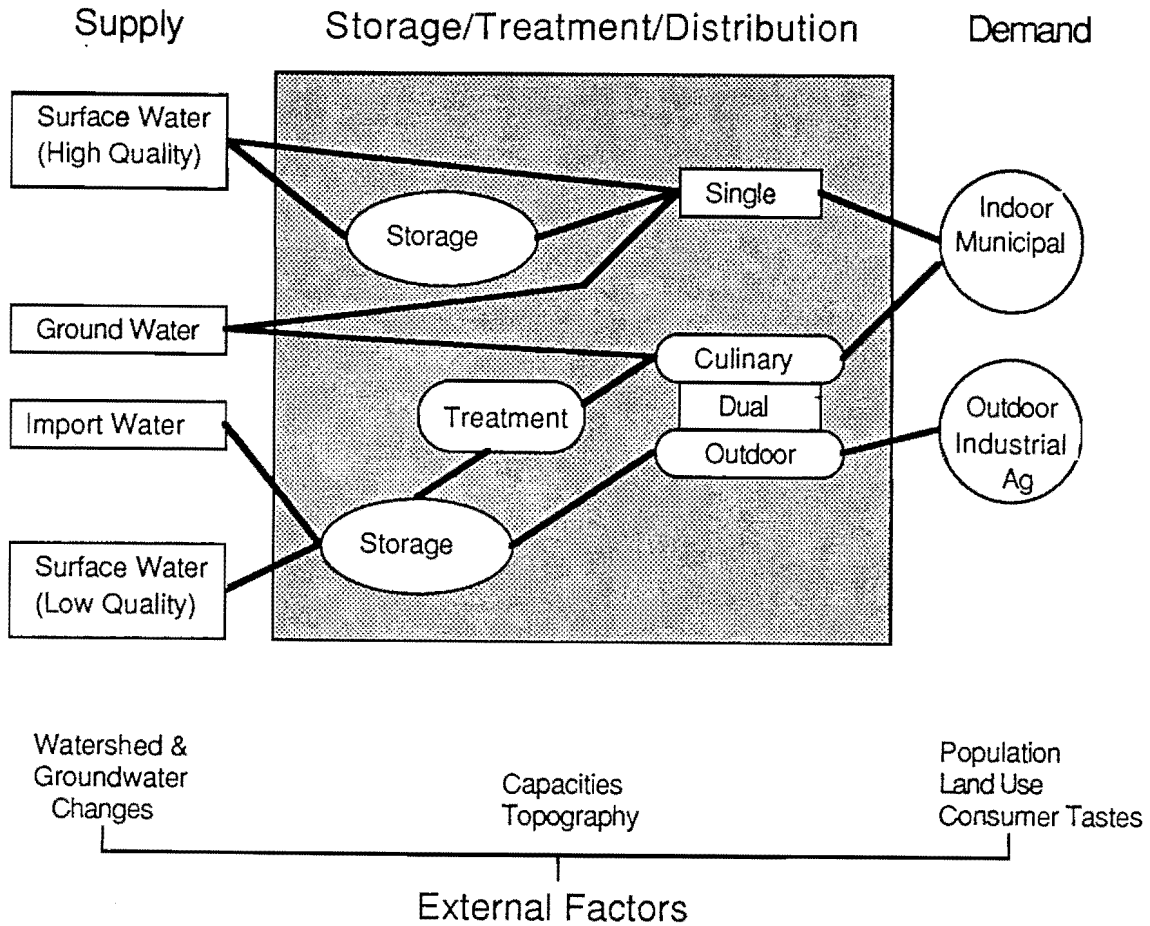 Supply
Storage/Treatment/Distribution
Demand
Surface Water
(High Quality)
Single
Indoor
Municipal
Storage
Ground Water
Culinary
Import Water
Treatment
Dual
Outdoor
Industrial
Ag
Outdoor
Storage
Surface Water
(Low Quality)
Watershed &
Groundwater
Changes
Capacities
Topography
Population
Land Use
Consumer Tastes
External Factors